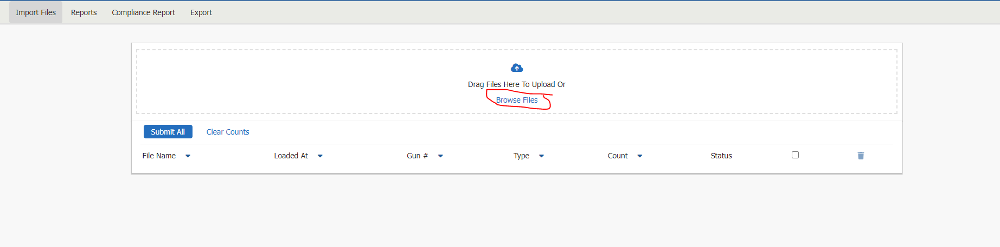 Import Files Reports Compliance Report Export
Drag Files Here To Upload Or
Browse Files
Submit All Clear Counts
File Name Loaded At Gun # Type Count Status